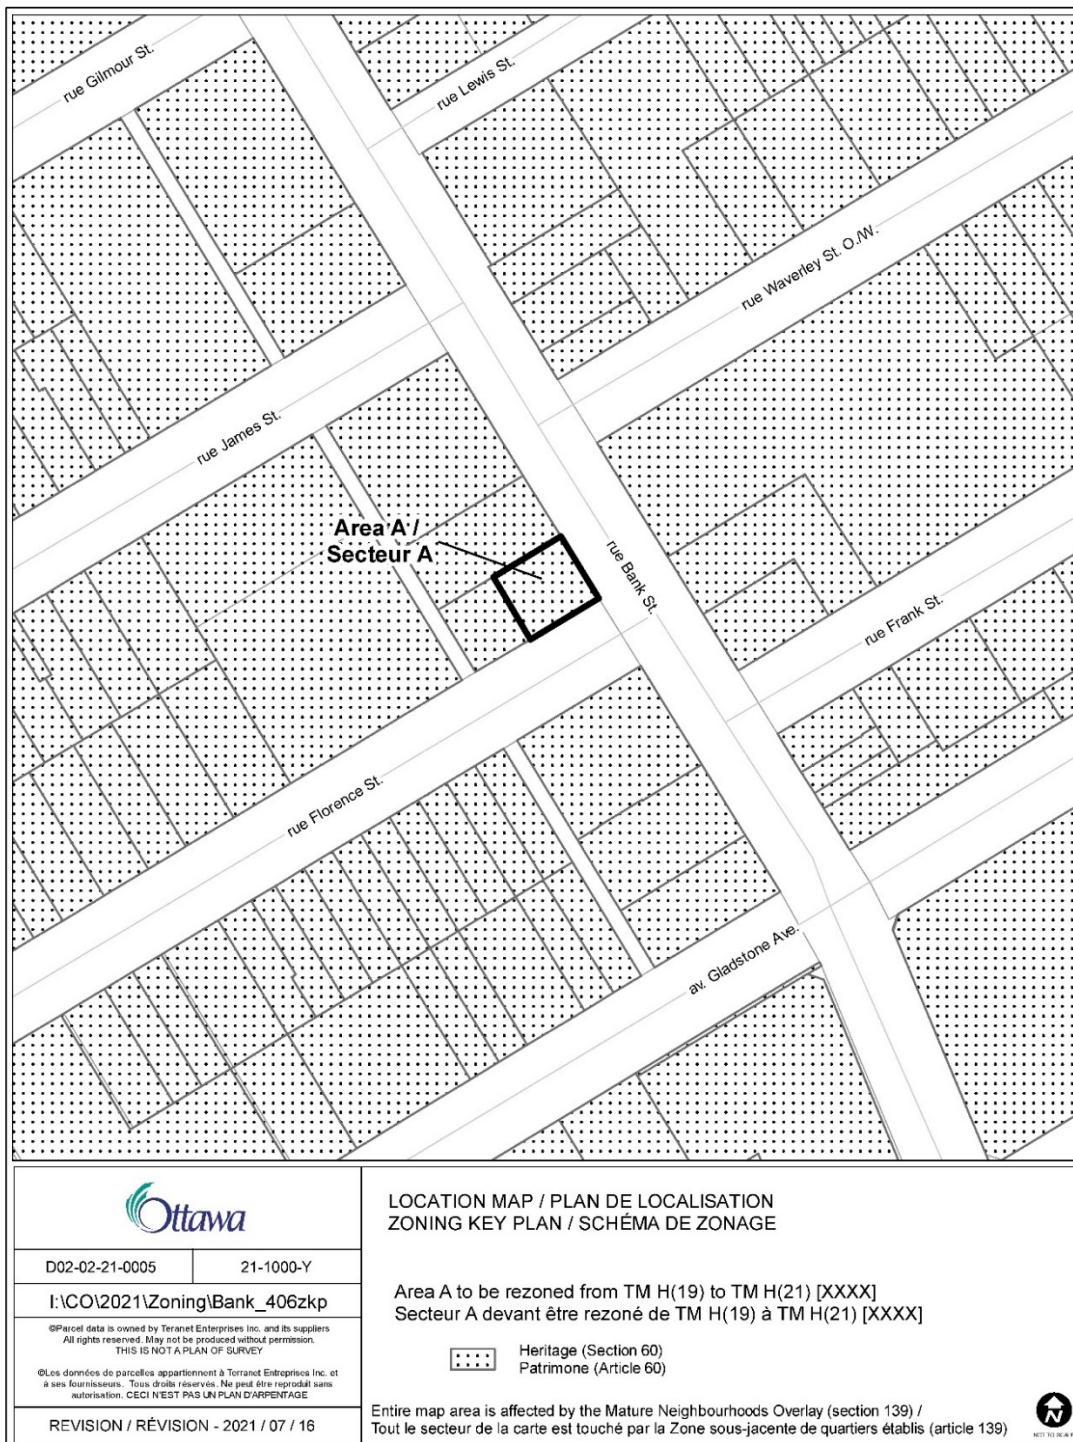 rue Gilmour St.
rue Lewis St.
rue Waverley St. O./W.
rue James St.
Area A /
Secteur A
rue Bank St.
rue Frank St.
rue Florence St.
av. Gladstone Ave.
Ottawa
D02-02-21-0005
21-1000-Y
I:\CO\2021\Zoning\Bank_406zkp
©Parcel data is owned by Teranet Enterprises Inc. and its suppliers
All rights reserved. May not be produced without permission.
THIS IS NOT A PLAN OF SURVEY
©Les données de parcelles appartiennent à Teranet Entreprises Inc. et
à ses fournisseurs. Tous droits réservés. Ne peut être reproduit sans
autorisation. CECI N'EST PAS UN PLAN D'ARPENTAGE
REVISION / RÉVISION - 2021 / 07 / 16
LOCATION MAP / PLAN DE LOCALISATION
ZONING KEY PLAN / SCHÉMA DE ZONAGE
Area A to be rezoned from TM H(19) to TM H(21) [XXXX]
Secteur A devant être rezoné de TM H(19) à TM H(21) [XXXX]
Heritage (Section 60)
Patrimone (Article 60)
Entire map area is affected by the Mature Neighbourhoods Overlay (section 139) /
Tout le secteur de la carte est touché par la Zone sous-jacente de quartiers établis (article 139)
N
NOT TO SCALE